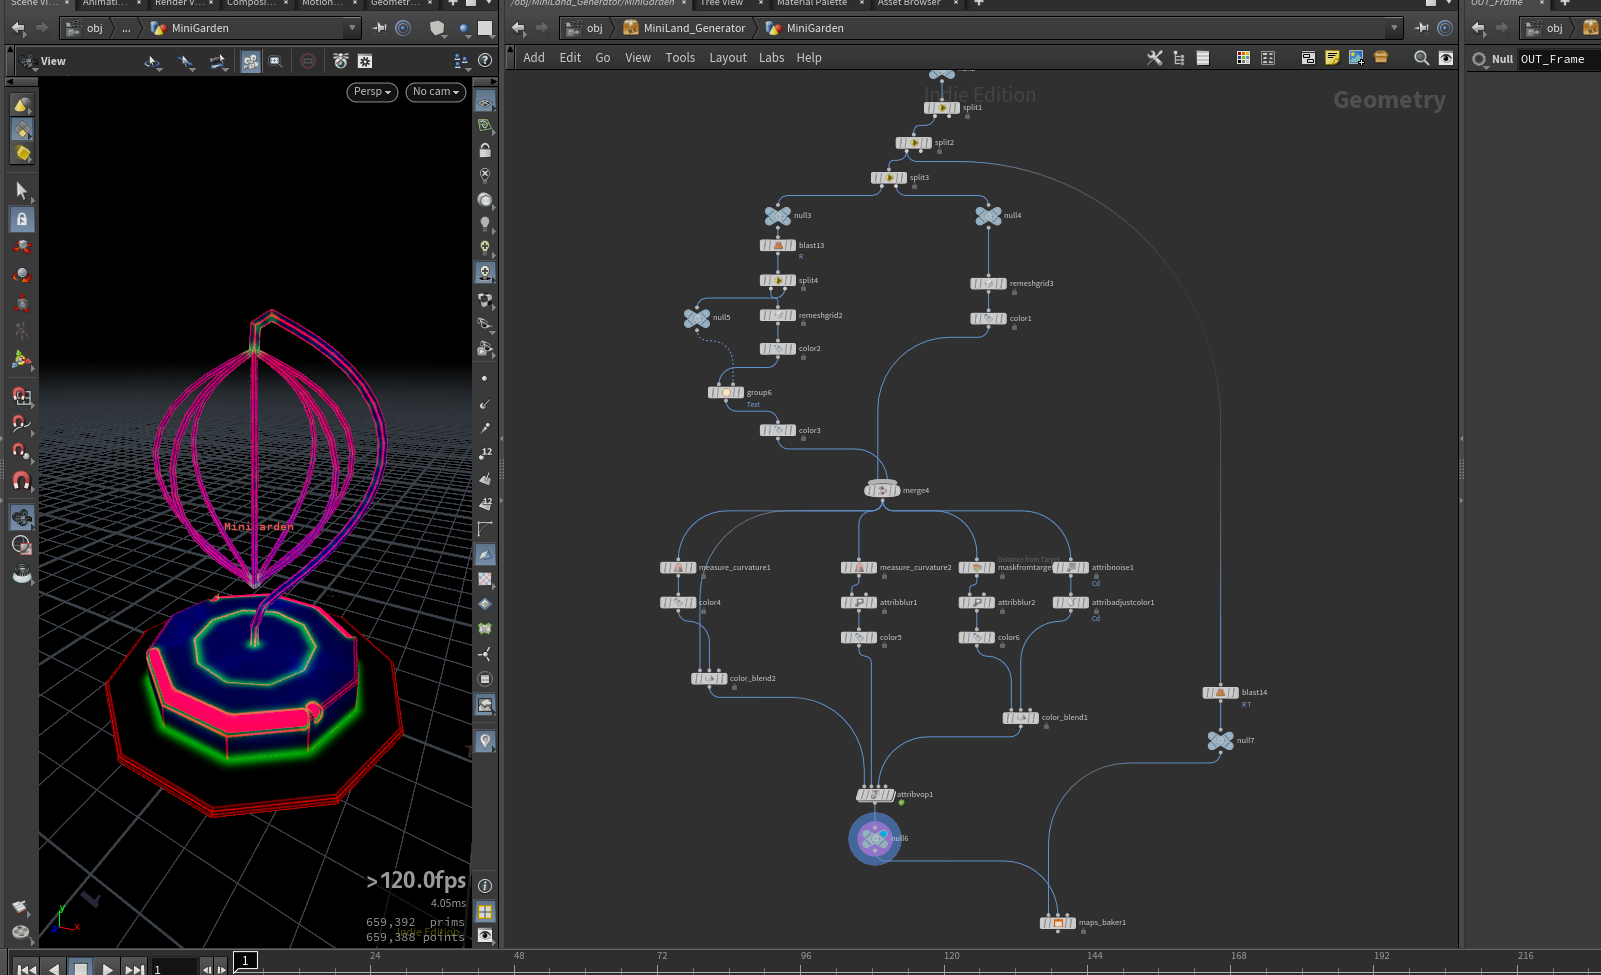 Scene Vi...
Animati...
Render V...
Composi...
Motion...
Geometr...
/obj/MiniLand_Generator/MiniGarden
Tree View
Material Palette
Asset Browser
OUT_Frame
obj
...
MiniGarden
obj
MiniLand_Generator
MiniGarden
obj
View
Add
Edit
Go
View
Tools
Layout
Labs
Help
Null
OUT_Frame
Persp
No cam
Indie Edition
Geometry
split1
split2
split3
null3
null4
blast13
R
split4
remeshgrid3
null5
remeshgrid2
color1
color2
group6
Text
color3
merge4
Distance from Target
measure_curvature1
measure_curvature2
maskfromtarge
attribnoise1
Cd
color4
attribblur1
attribblur2
attribadjustcolor1
Cd
color5
color6
color_blend2
color_blend1
blast14
R T
null7
attribvop1
null6
maps_baker1
12
12
>120.0fps
4.05ms
659,392 prims
659,388 points
Indie Edition
y
x
z
1
1
24
48
72
96
120
144
168
192
216